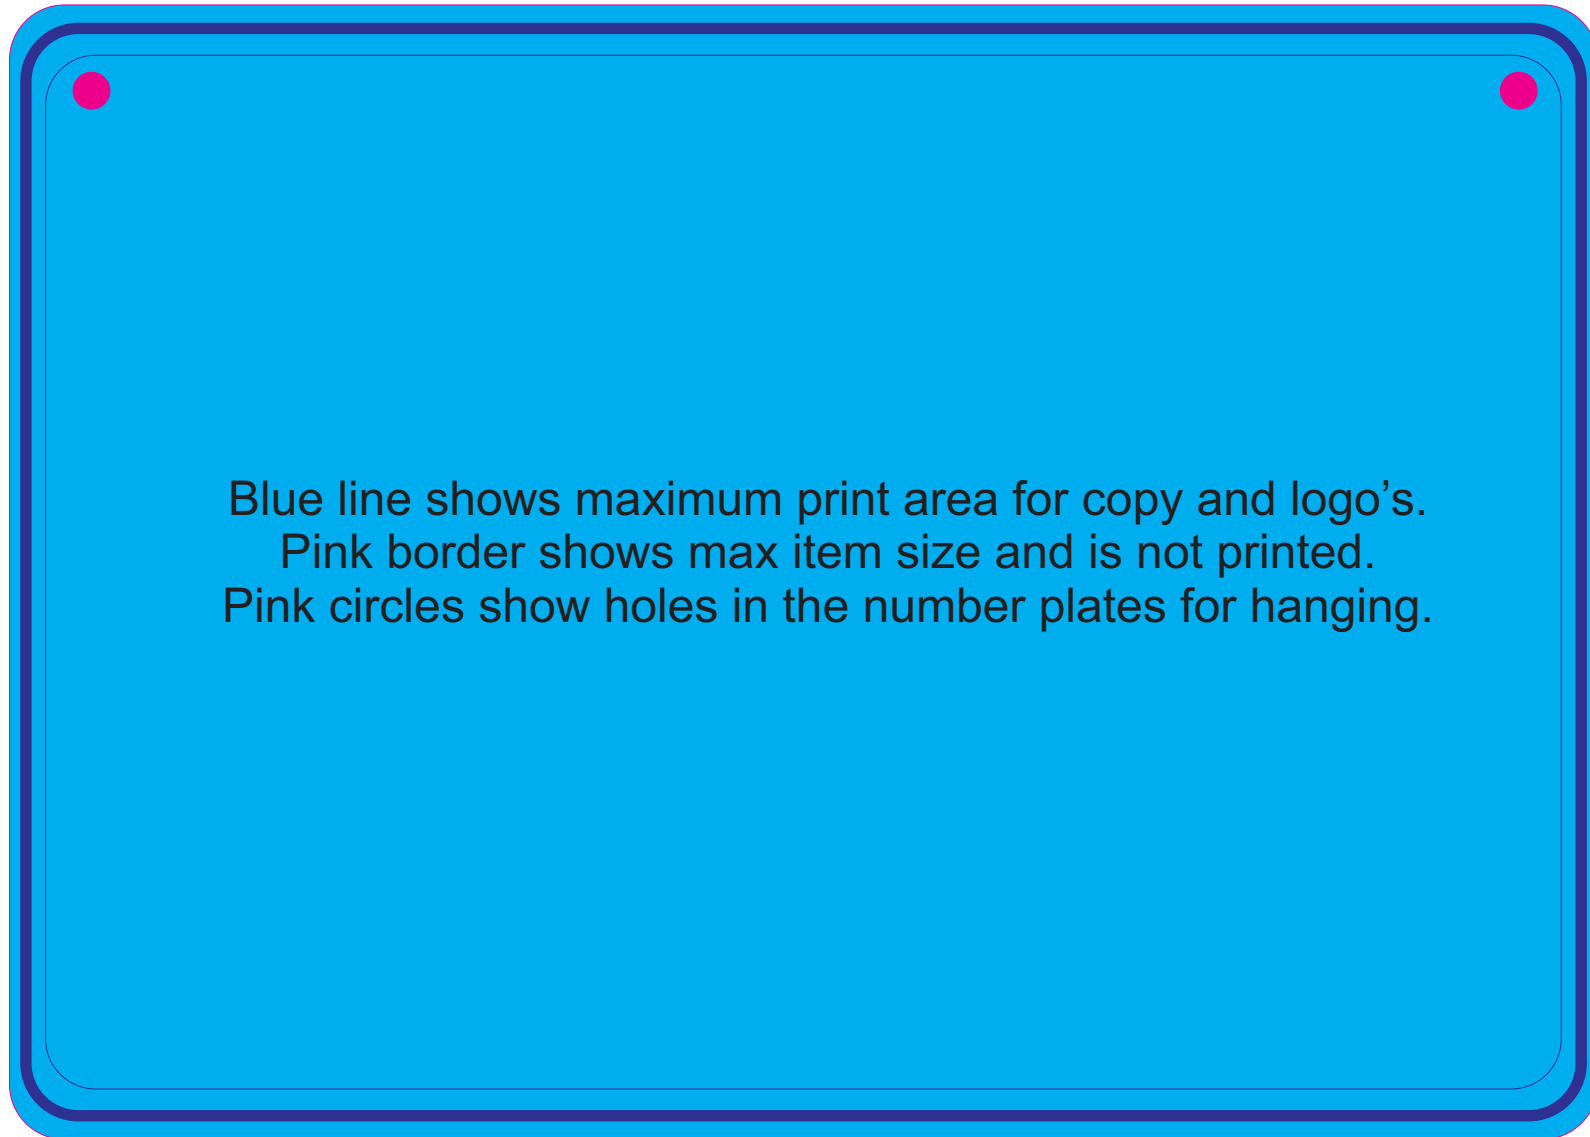 Blue line shows maximum print area for copy and logo’s.
Pink border shows max item size and is not printed.
Pink circles show holes in the number plates for hanging.